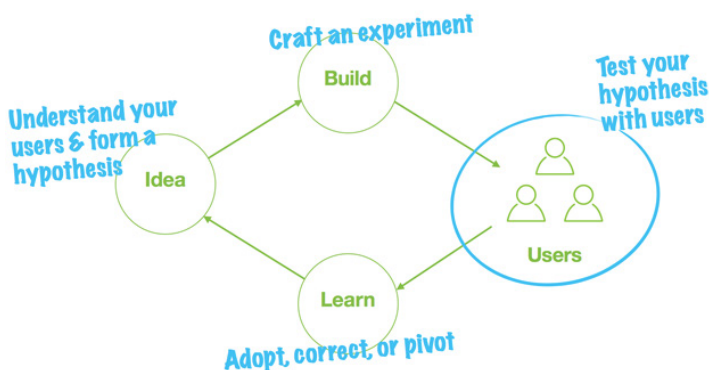 Craft an experiment
Build
Test your
hypothesis
with users
Understand your
users & form a
hypothesis
Idea
Users
Learn
Adopt, correct, or pivot